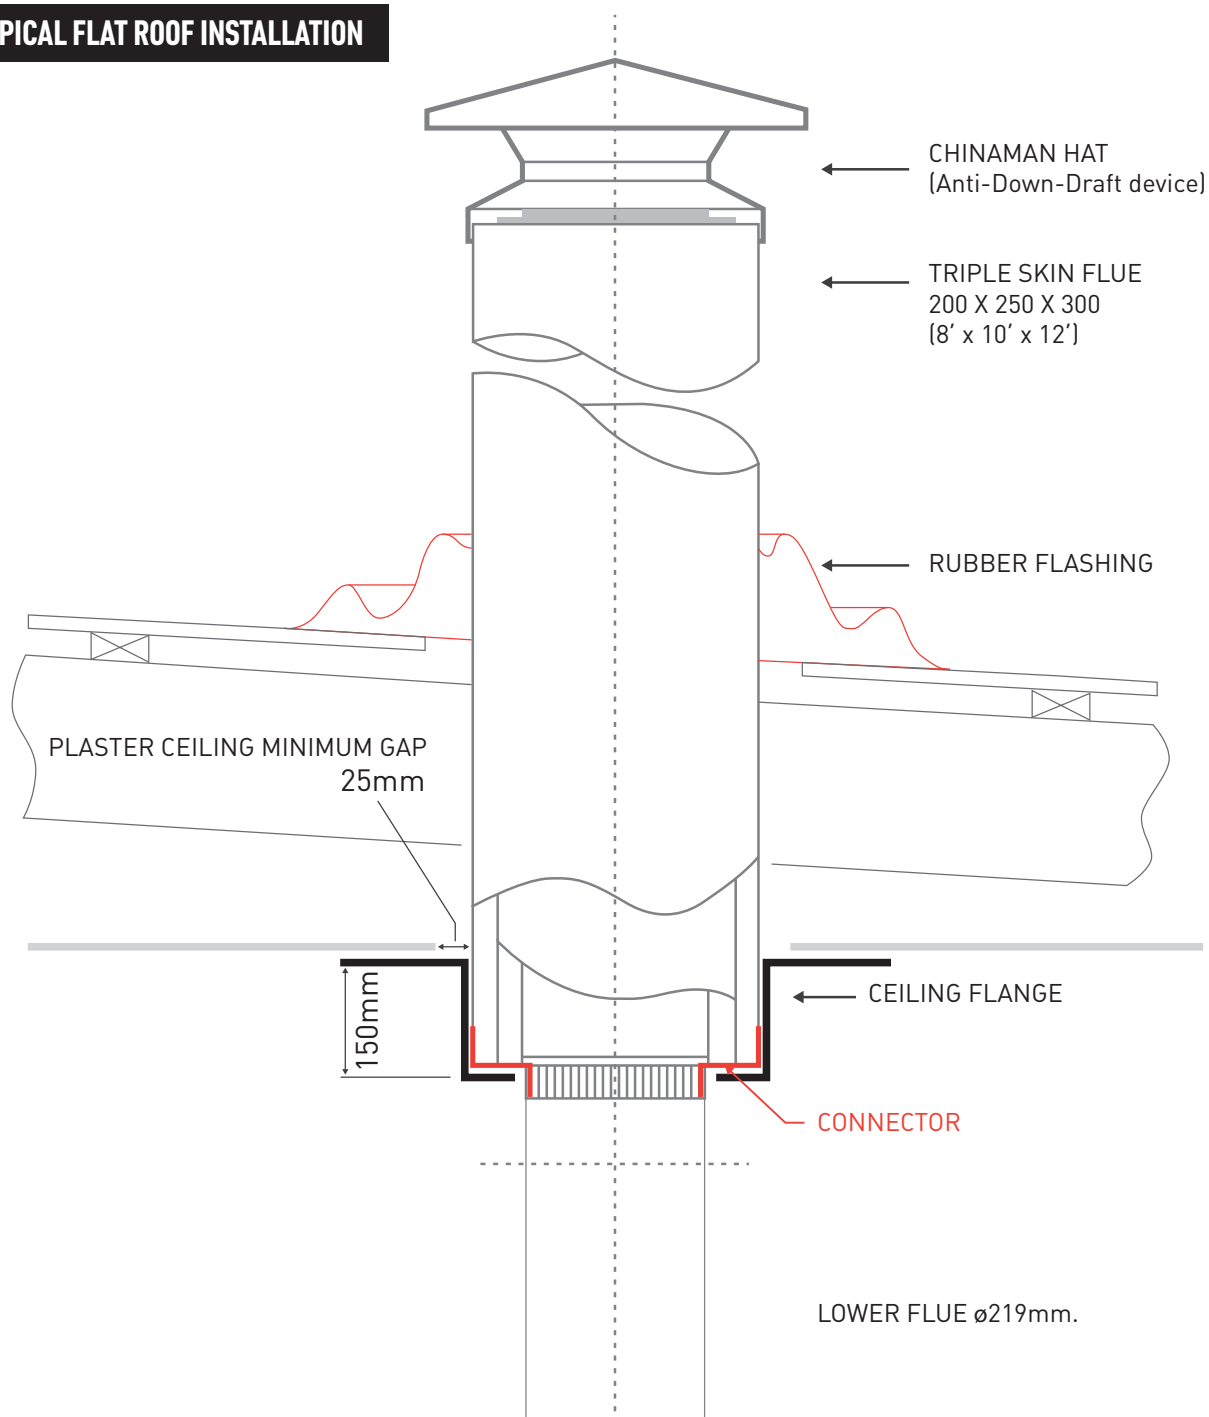 PICAL FLAT ROOF INSTALLATION
CHINAMAN HAT
(Anti-Down-Draft device)
TRIPLE SKIN FLUE
200 X 250 X 300
(8’ x 10’ x 12’)
RUBBER FLASHING
PLASTER CEILING MINIMUM GAP
25mm
150mm
CEILING FLANGE
CONNECTOR
LOWER FLUE ø219mm.